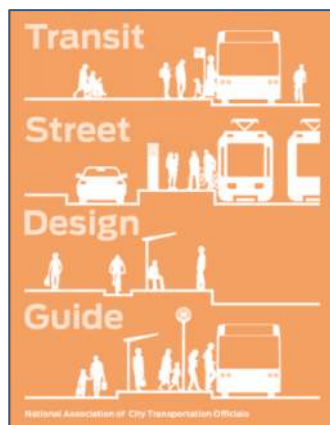 Transit
Street
Design
Guide
National Association of City Transportation Officials